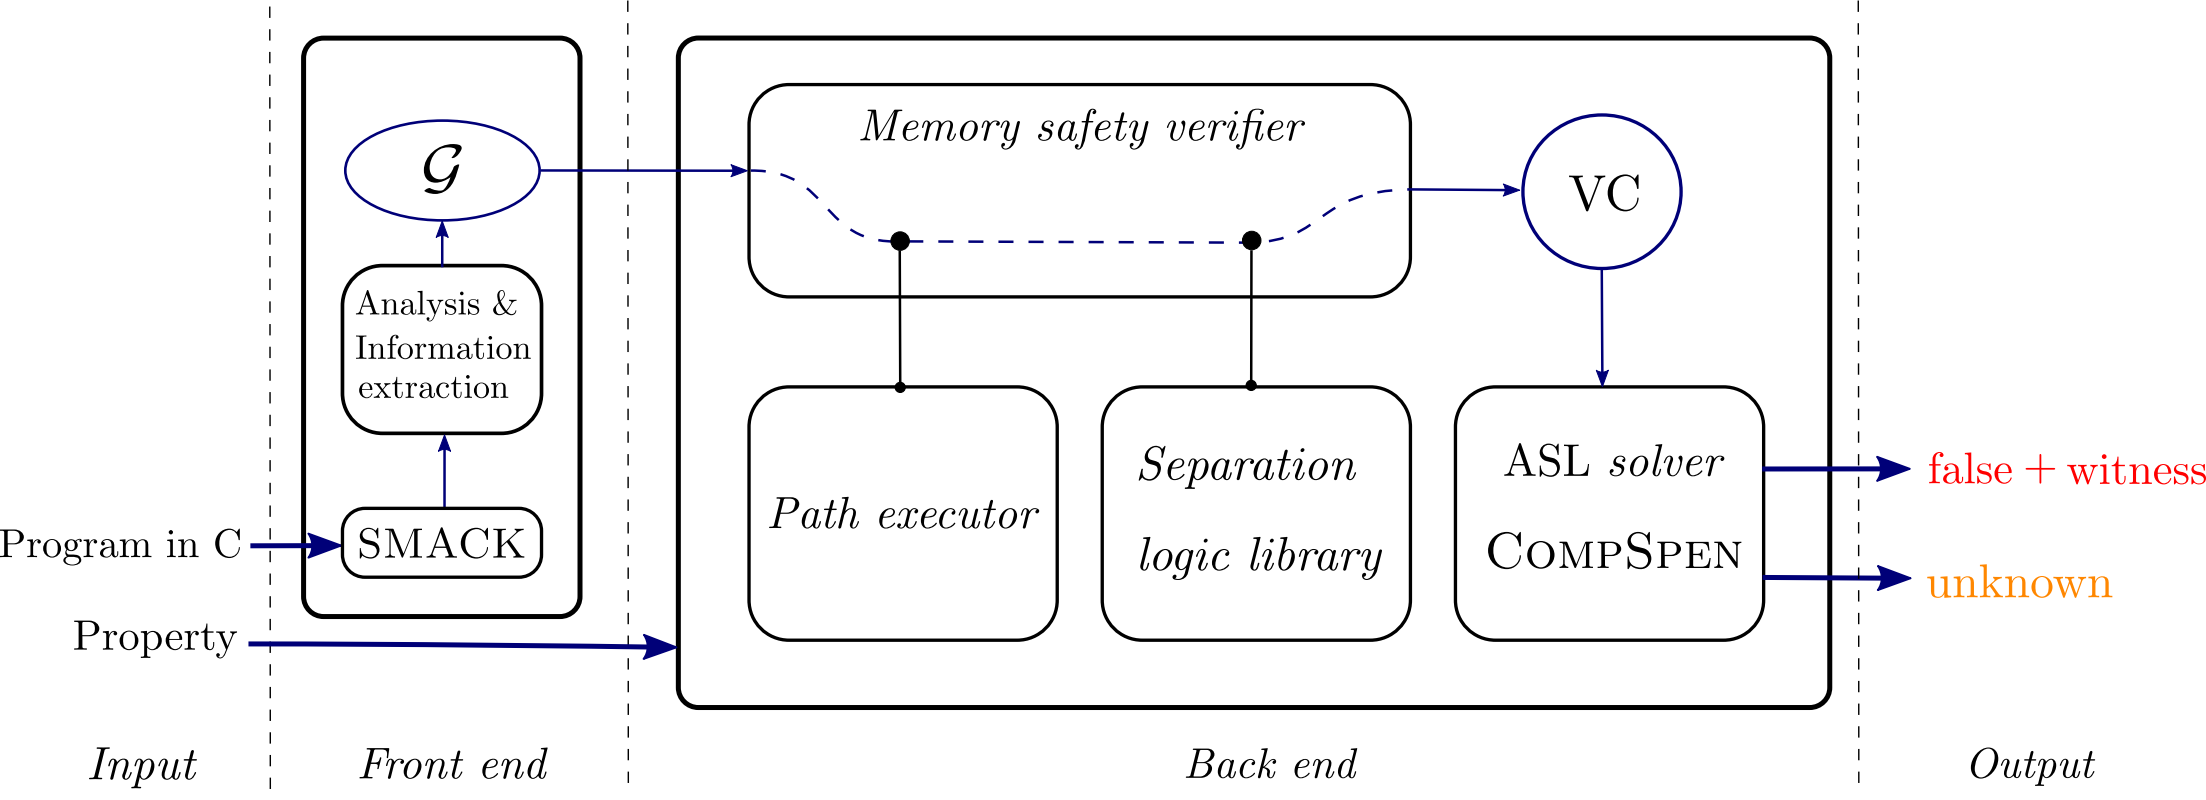 𝒢
Analysis &
Information
extraction
SMACK
Program in C
Property
Memory safety verifier
VC
Path executor
Separation
logic library
ASL solver
COMPSPEN
false + witness
unknown
Input
Front end
Back end
Output